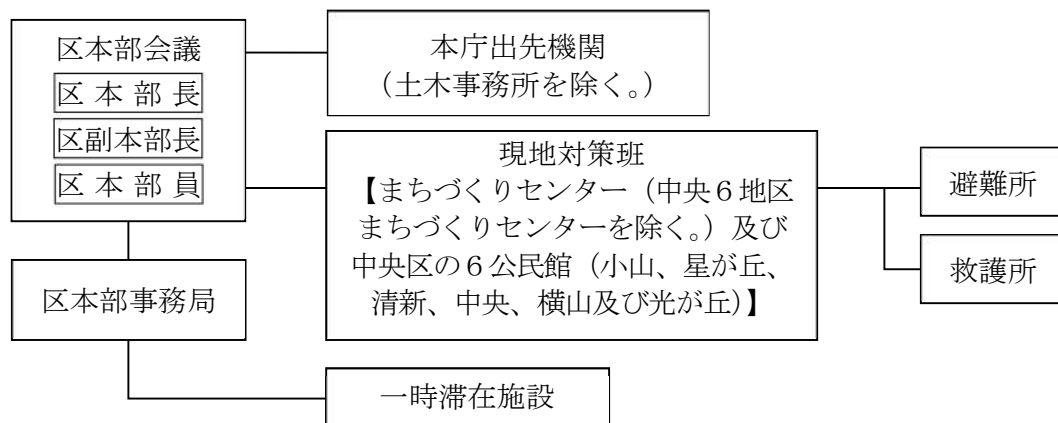 区本部会議
区本部長
区副本部長
区本部員
本庁出先機関
（土木事務所を除く。）
現地対策班
【まちづくりセンター（中央６地区
まちづくりセンターを除く。）及び
中央区の６公民館（小山、星が丘、
清新、中央、横山及び光が丘）】
避難所
救護所
区本部事務局
一時滞在施設